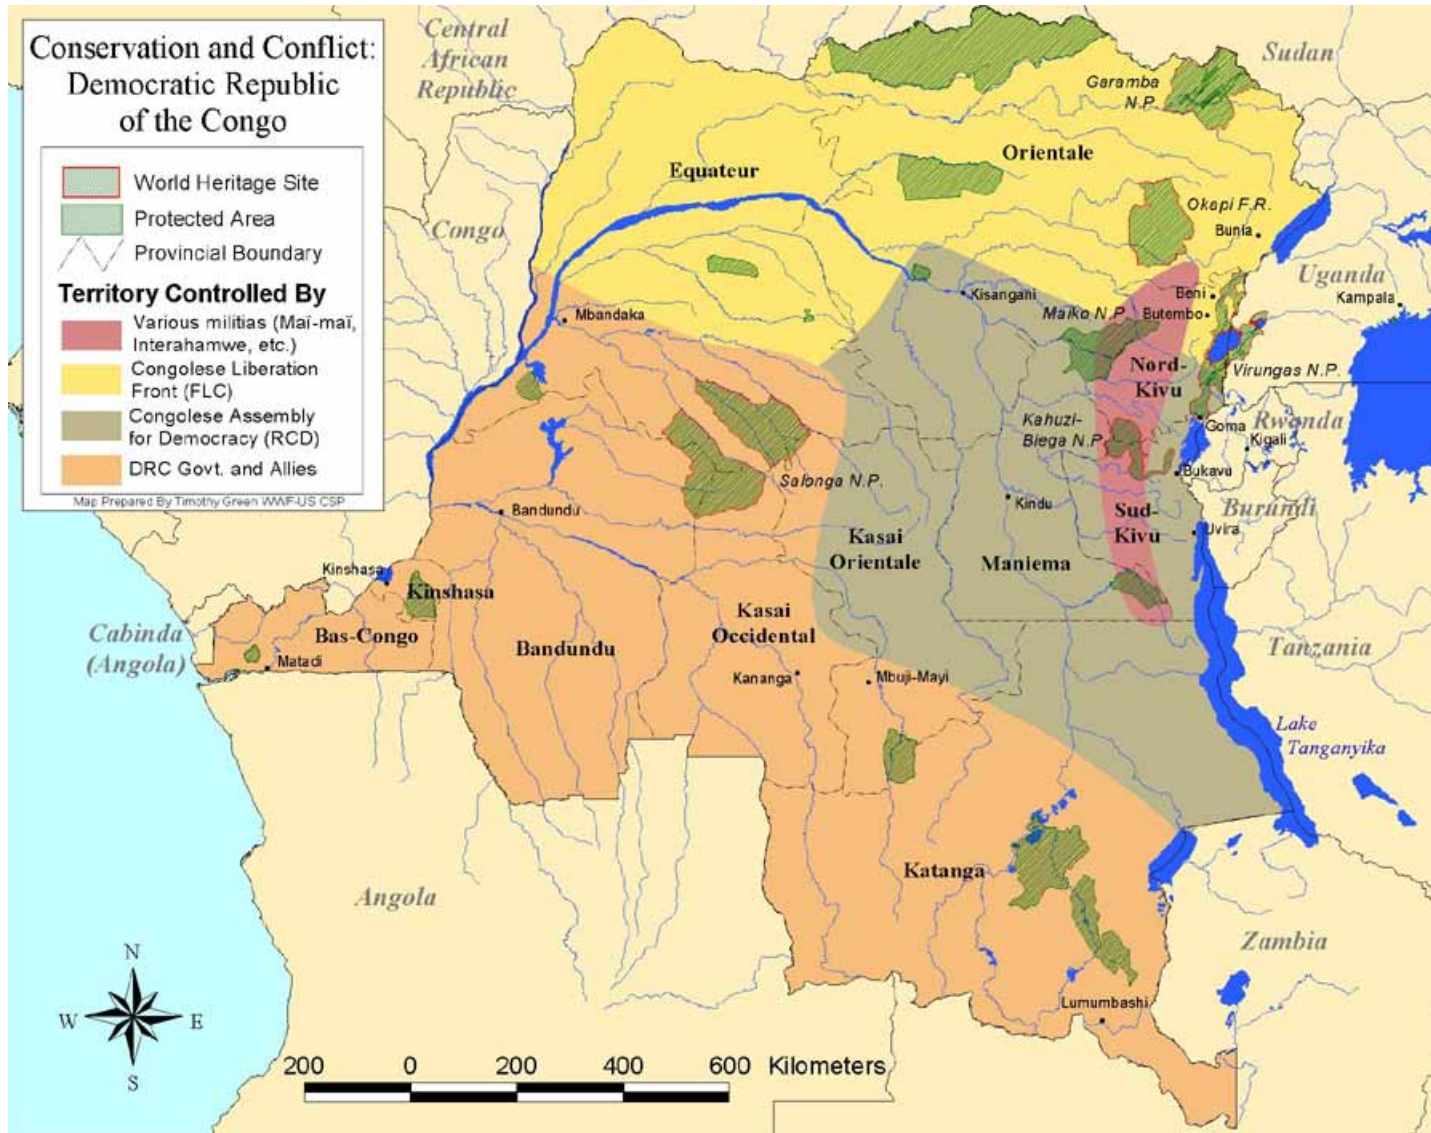 Conservation and Conflict:
Democratic Republic
of the Congo
World Heritage Site
Protected Area
Provincial Boundary
Territory Controlled By
Various militias (Maï-maï,
Interahamwe, etc.)
Congolese Liberation
Front (FLC)
Congolese Assembly
for Democracy (RCD)
DRC Govt. and Allies
Map Prepared By Timothy Green WWF-US CSP
Central
African
Republic
Sudan
Garamba
N.P.
Orientale
Equateur
Okapi F.R.
Bunia
Congo
Uganda
Kampala
Beni
Kisangani
Butembo
Maiko N.P.
Mbandaka
Nord-
Kivu
Virungas N.P.
Kahuzi-
Biega N.P.
Goma
Rwanda
Kigali
Bukavu
Salonga N.P.
Kindu
Bandundu
Sud-
Kivu
Burundi
Uvira
Kasai
Orientale
Maniema
Kinshasa
Kinshasa
Kasai
Occidental
Cabinda
(Angola)
Bas-Congo
Bandundu
Tanzania
Matadi
Kananga
Mbuji-Mayi
Lake
Tanganyika
Katanga
Angola
Zambia
Lumumbashi
N
W
E
S
200 0 200 400 600 Kilometers